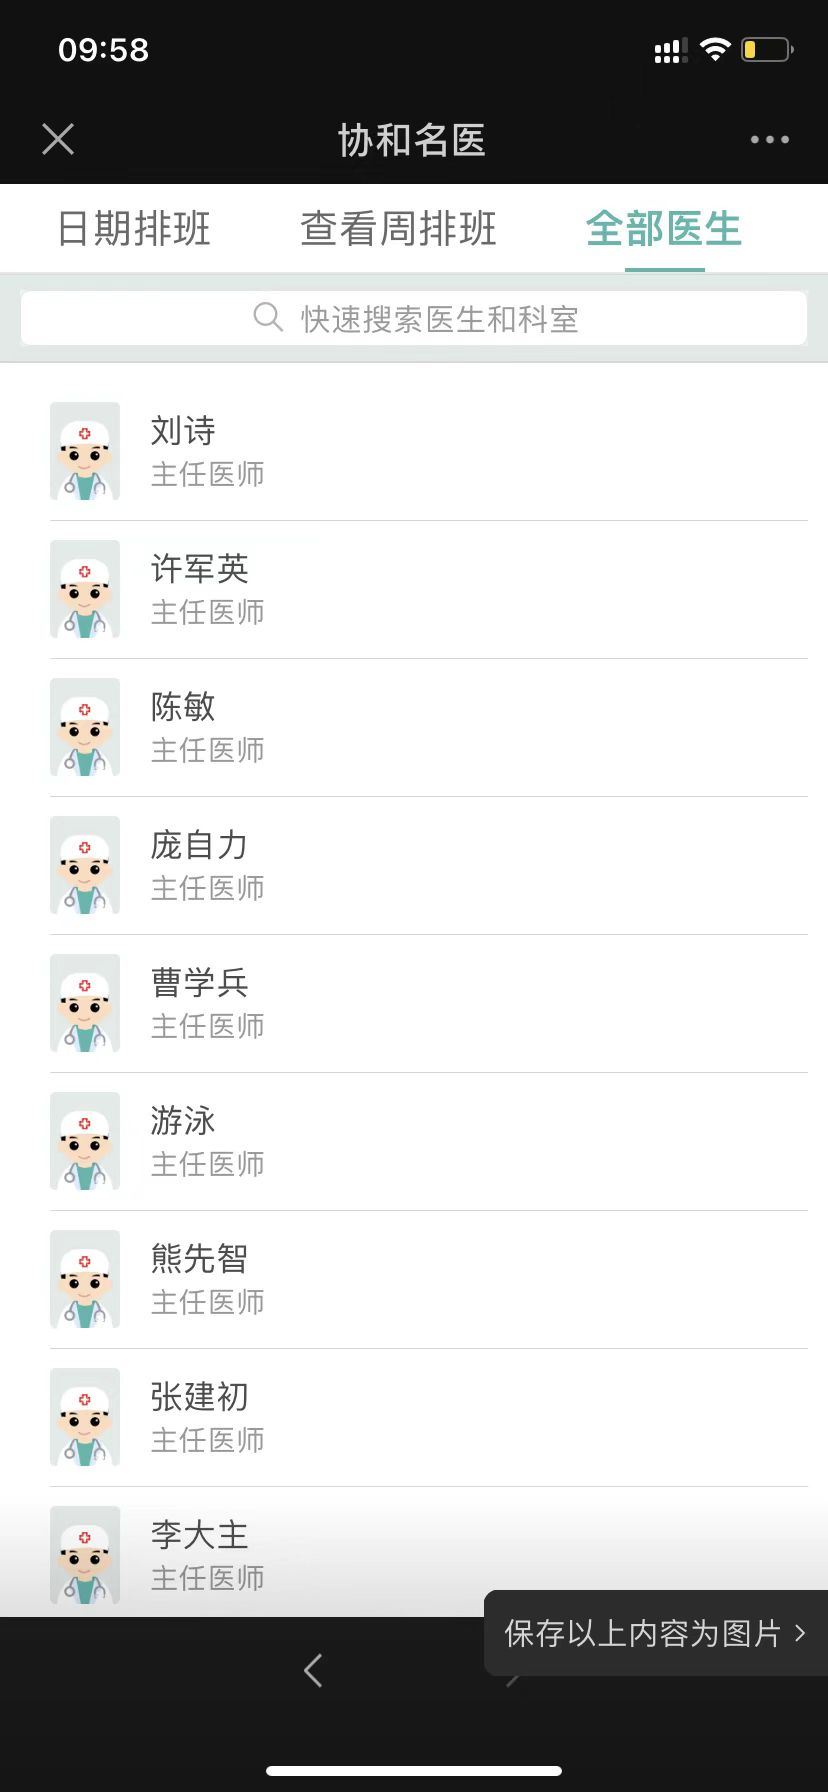 09:58
协和名医
日期排班 查看周排班 全部医生
快速搜索医生和科室
刘诗
主任医师
许军英
主任医师
陈敏
主任医师
庞自力
主任医师
曹学兵
主任医师
游泳
主任医师
熊先智
主任医师
张建初
主任医师
李大主
主任医师
保存以上内容为图片